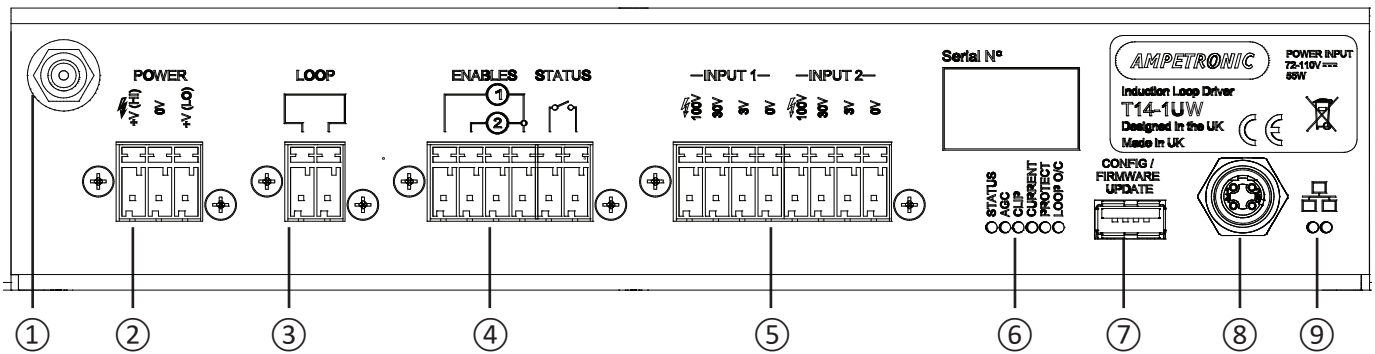 POWER
+V (HI)
0V
+V (LO)
LOOP
ENABLES
1
2
STATUS
INPUT 1
100V
30V
3V
0V
INPUT 2
100V
30V
3V
0V
Serial Nº
AMPETRONIC
Induction Loop Driver
T14-1UW
Designed in the UK
Made in UK
POWER INPUT
72-110V
55W
CE
STATUS
AGC
CLIP
CURRENT
PROTECT
LOOP O/C
CONFIG /
FIRMWARE
UPDATE
1
2
3
4
5
6
7
8
9